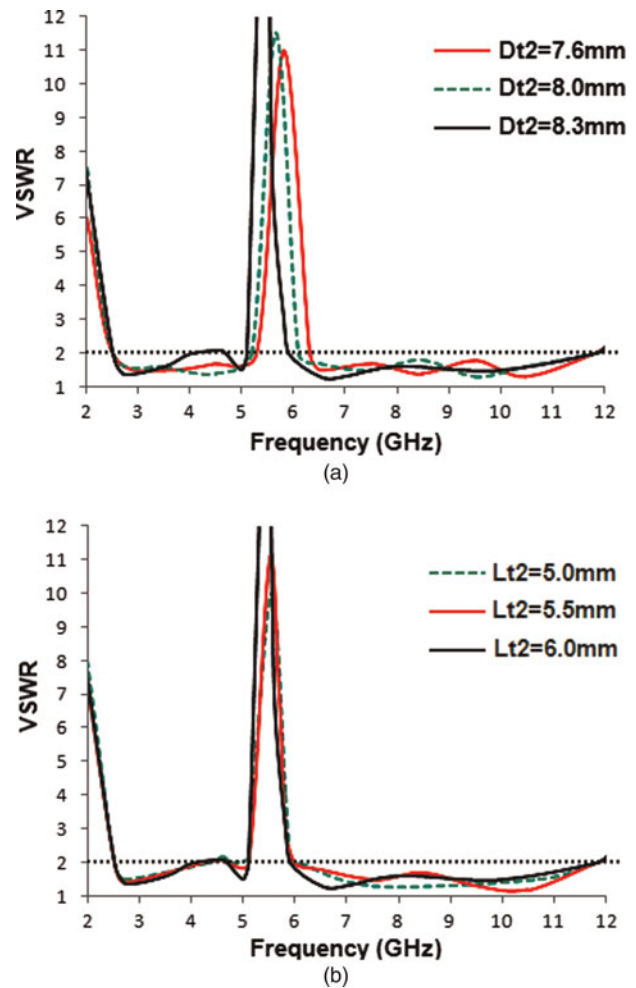 12
11
10
9
8
7
6
5
4
3
2
1
VSWR
Dt2=7.6mm
Dt2=8.0mm
Dt2=8.3mm
2 3 4 5 6 7 8 9 10 11 12
Frequency (GHz)
(a)
12
11
10
9
8
7
6
5
4
3
2
1
VSWR
Lt2=5.0mm
Lt2=5.5mm
Lt2=6.0mm
2 3 4 5 6 7 8 9 10 11 12
Frequency (GHz)
(b)